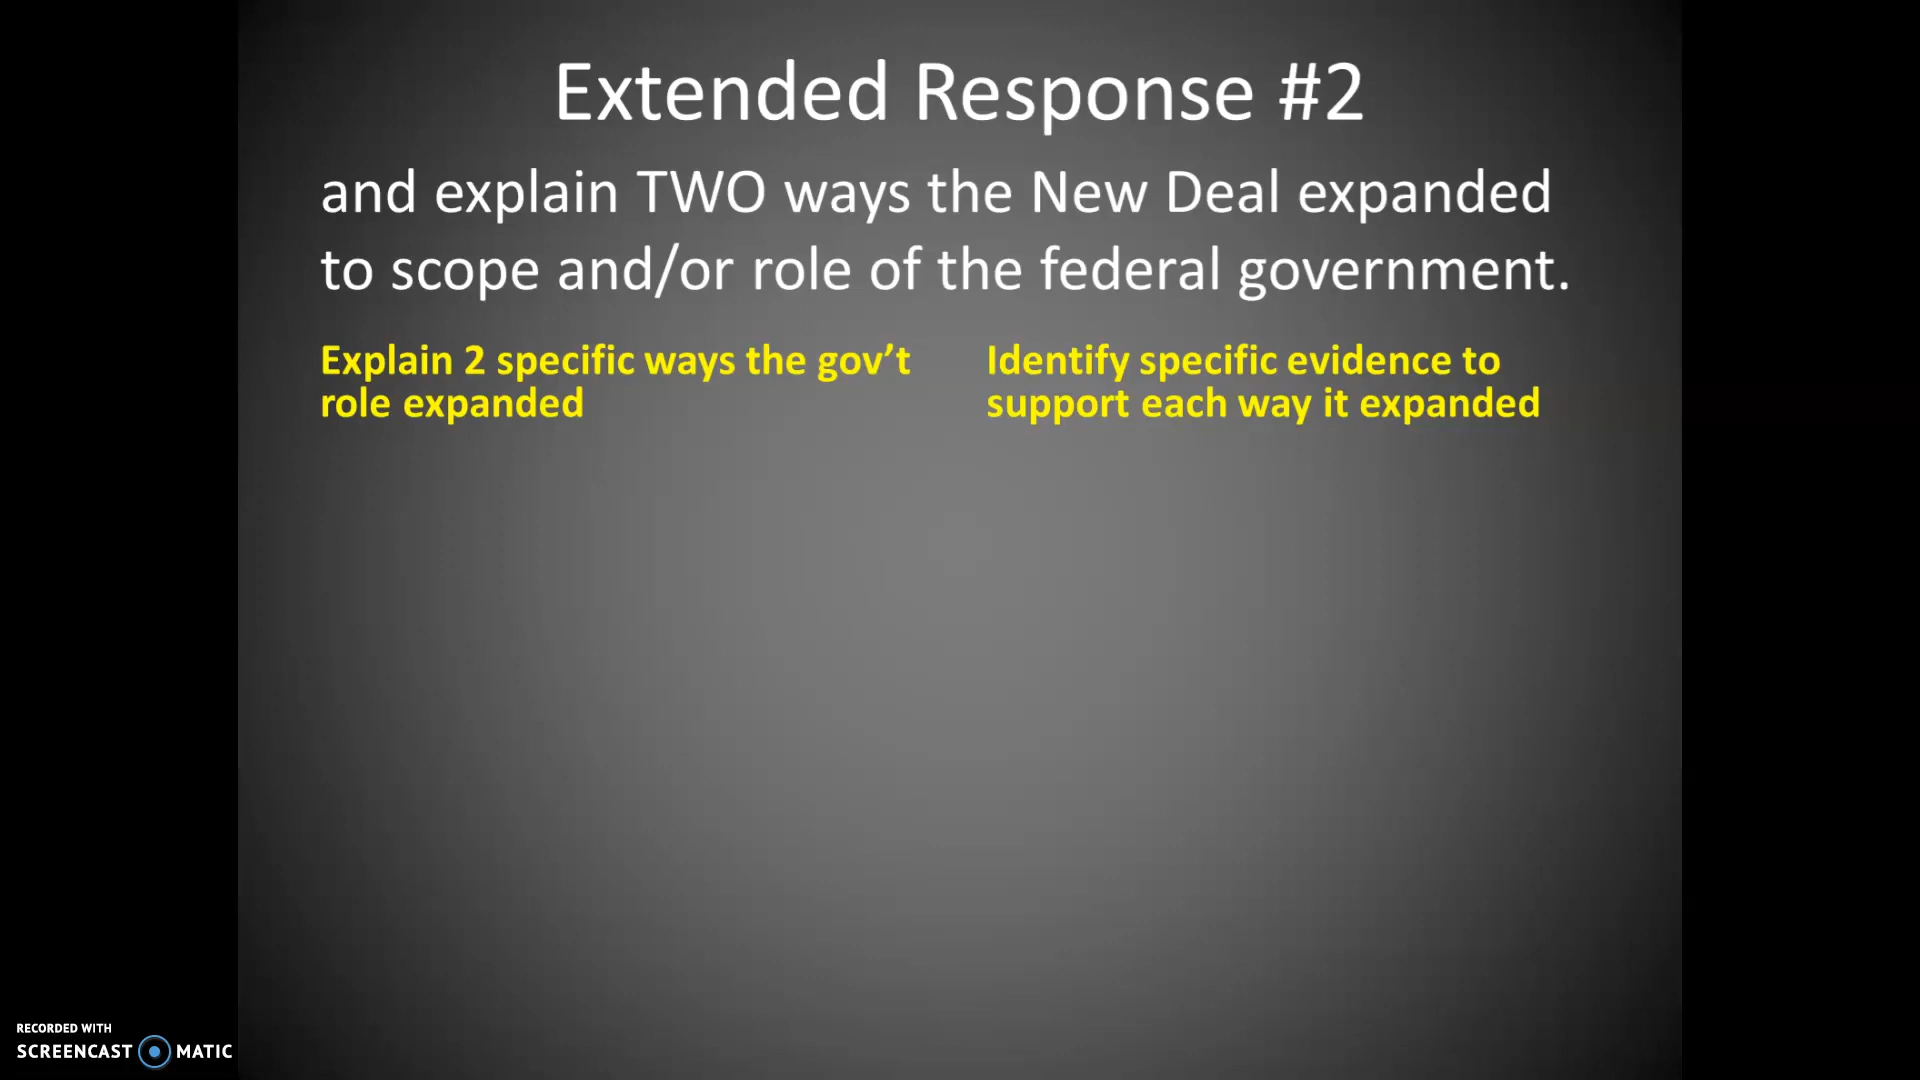 Extended Response #2
and explain TWO ways the New Deal expanded
to scope and/or role of the federal government.
Explain 2 specific ways the gov’t
role expanded
Identify specific evidence to
support each way it expanded
RECORDED WITH
SCREENCAST MATIC